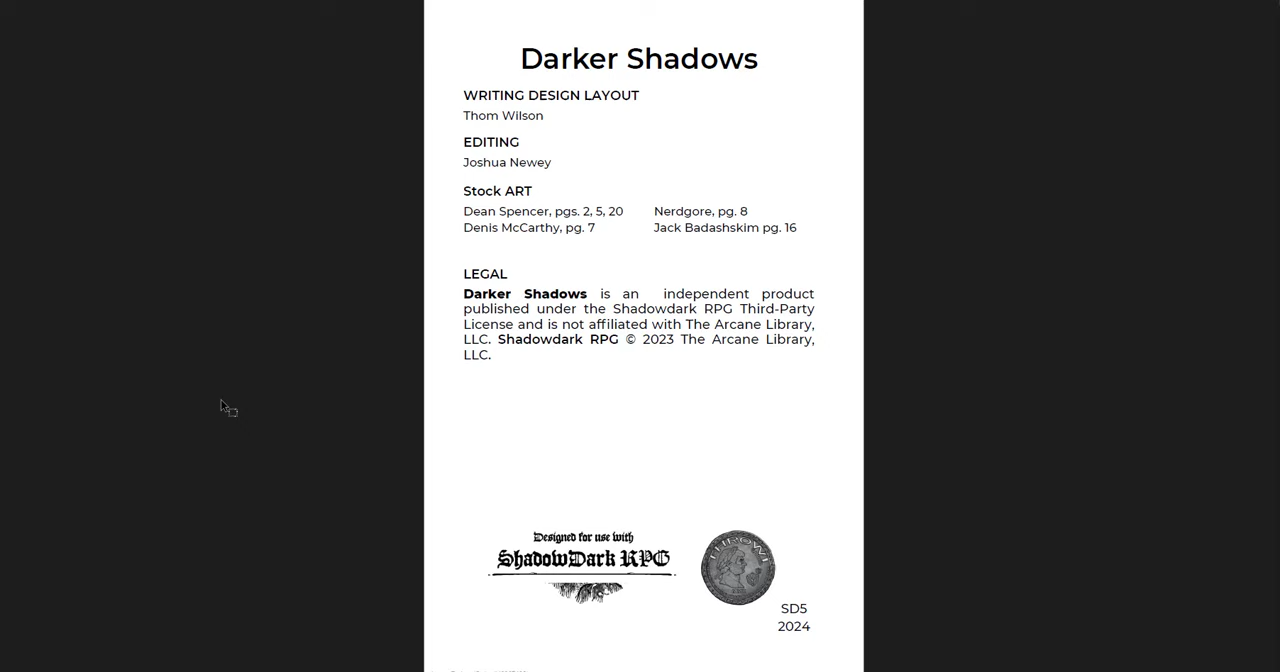 Darker Shadows
WRITING DESIGN LAYOUT
Thom Wilson
EDITING
Joshua Newey
Stock ART
Dean Spencer, pgs. 2, 5, 20
Denis McCarthy, pg. 7
Nerdgore, pg. 8
Jack Badashskim pg. 16
LEGAL
Darker Shadows is an independent product
published under the Shadowdark RPG Third-Party
License and is not affiliated with The Arcane Library,
LLC. Shadowdark RPG © 2023 The Arcane Library,
LLC.
Designed for use with
ShadowDark RPG
THROWI
SD5
2024